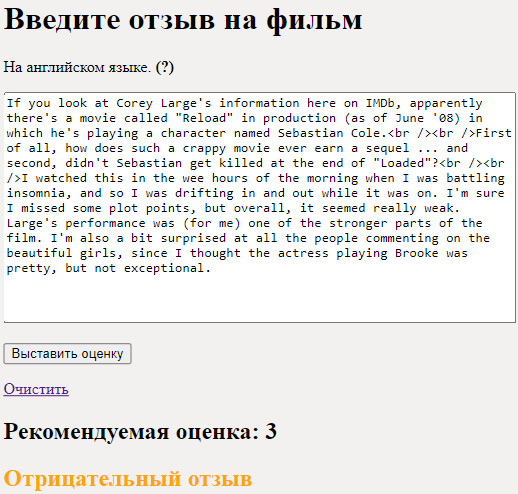 Введите отзыв на фильм
На английском языке. (?)
If you look at Corey Large's information here on IMDb, apparently
there's a movie called "Reload" in production (as of June '08) in
which he's playing a character named Sebastian Cole.<br /><br />First
of all, how does such a crappy movie ever earn a sequel ... and
second, didn't Sebastian get killed at the end of "Loaded"?<br /><br
/>I watched this in the wee hours of the morning when I was battling
insomnia, and so I was drifting in and out while it was on. I'm sure
I missed some plot points, but overall, it seemed really weak.
Large's performance was (for me) one of the stronger parts of the
film. I'm also a bit surprised at all the people commenting on the
beautiful girls, since I thought the actress playing Brooke was
pretty, but not exceptional.
Выставить оценку
Очистить
Рекомендуемая оценка: 3
Отрицательный отзыв